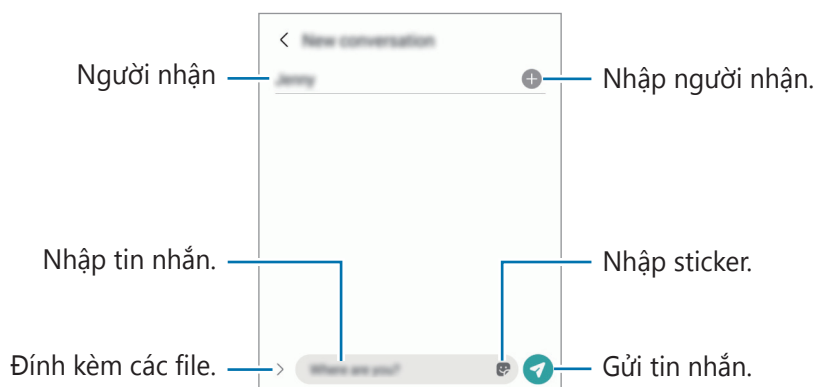 New conversation
Người nhận
Jenny
Nhập người nhận.
Nhập tin nhắn.
Nhập sticker.
Đính kèm các file.
Where are you?
Gửi tin nhắn.